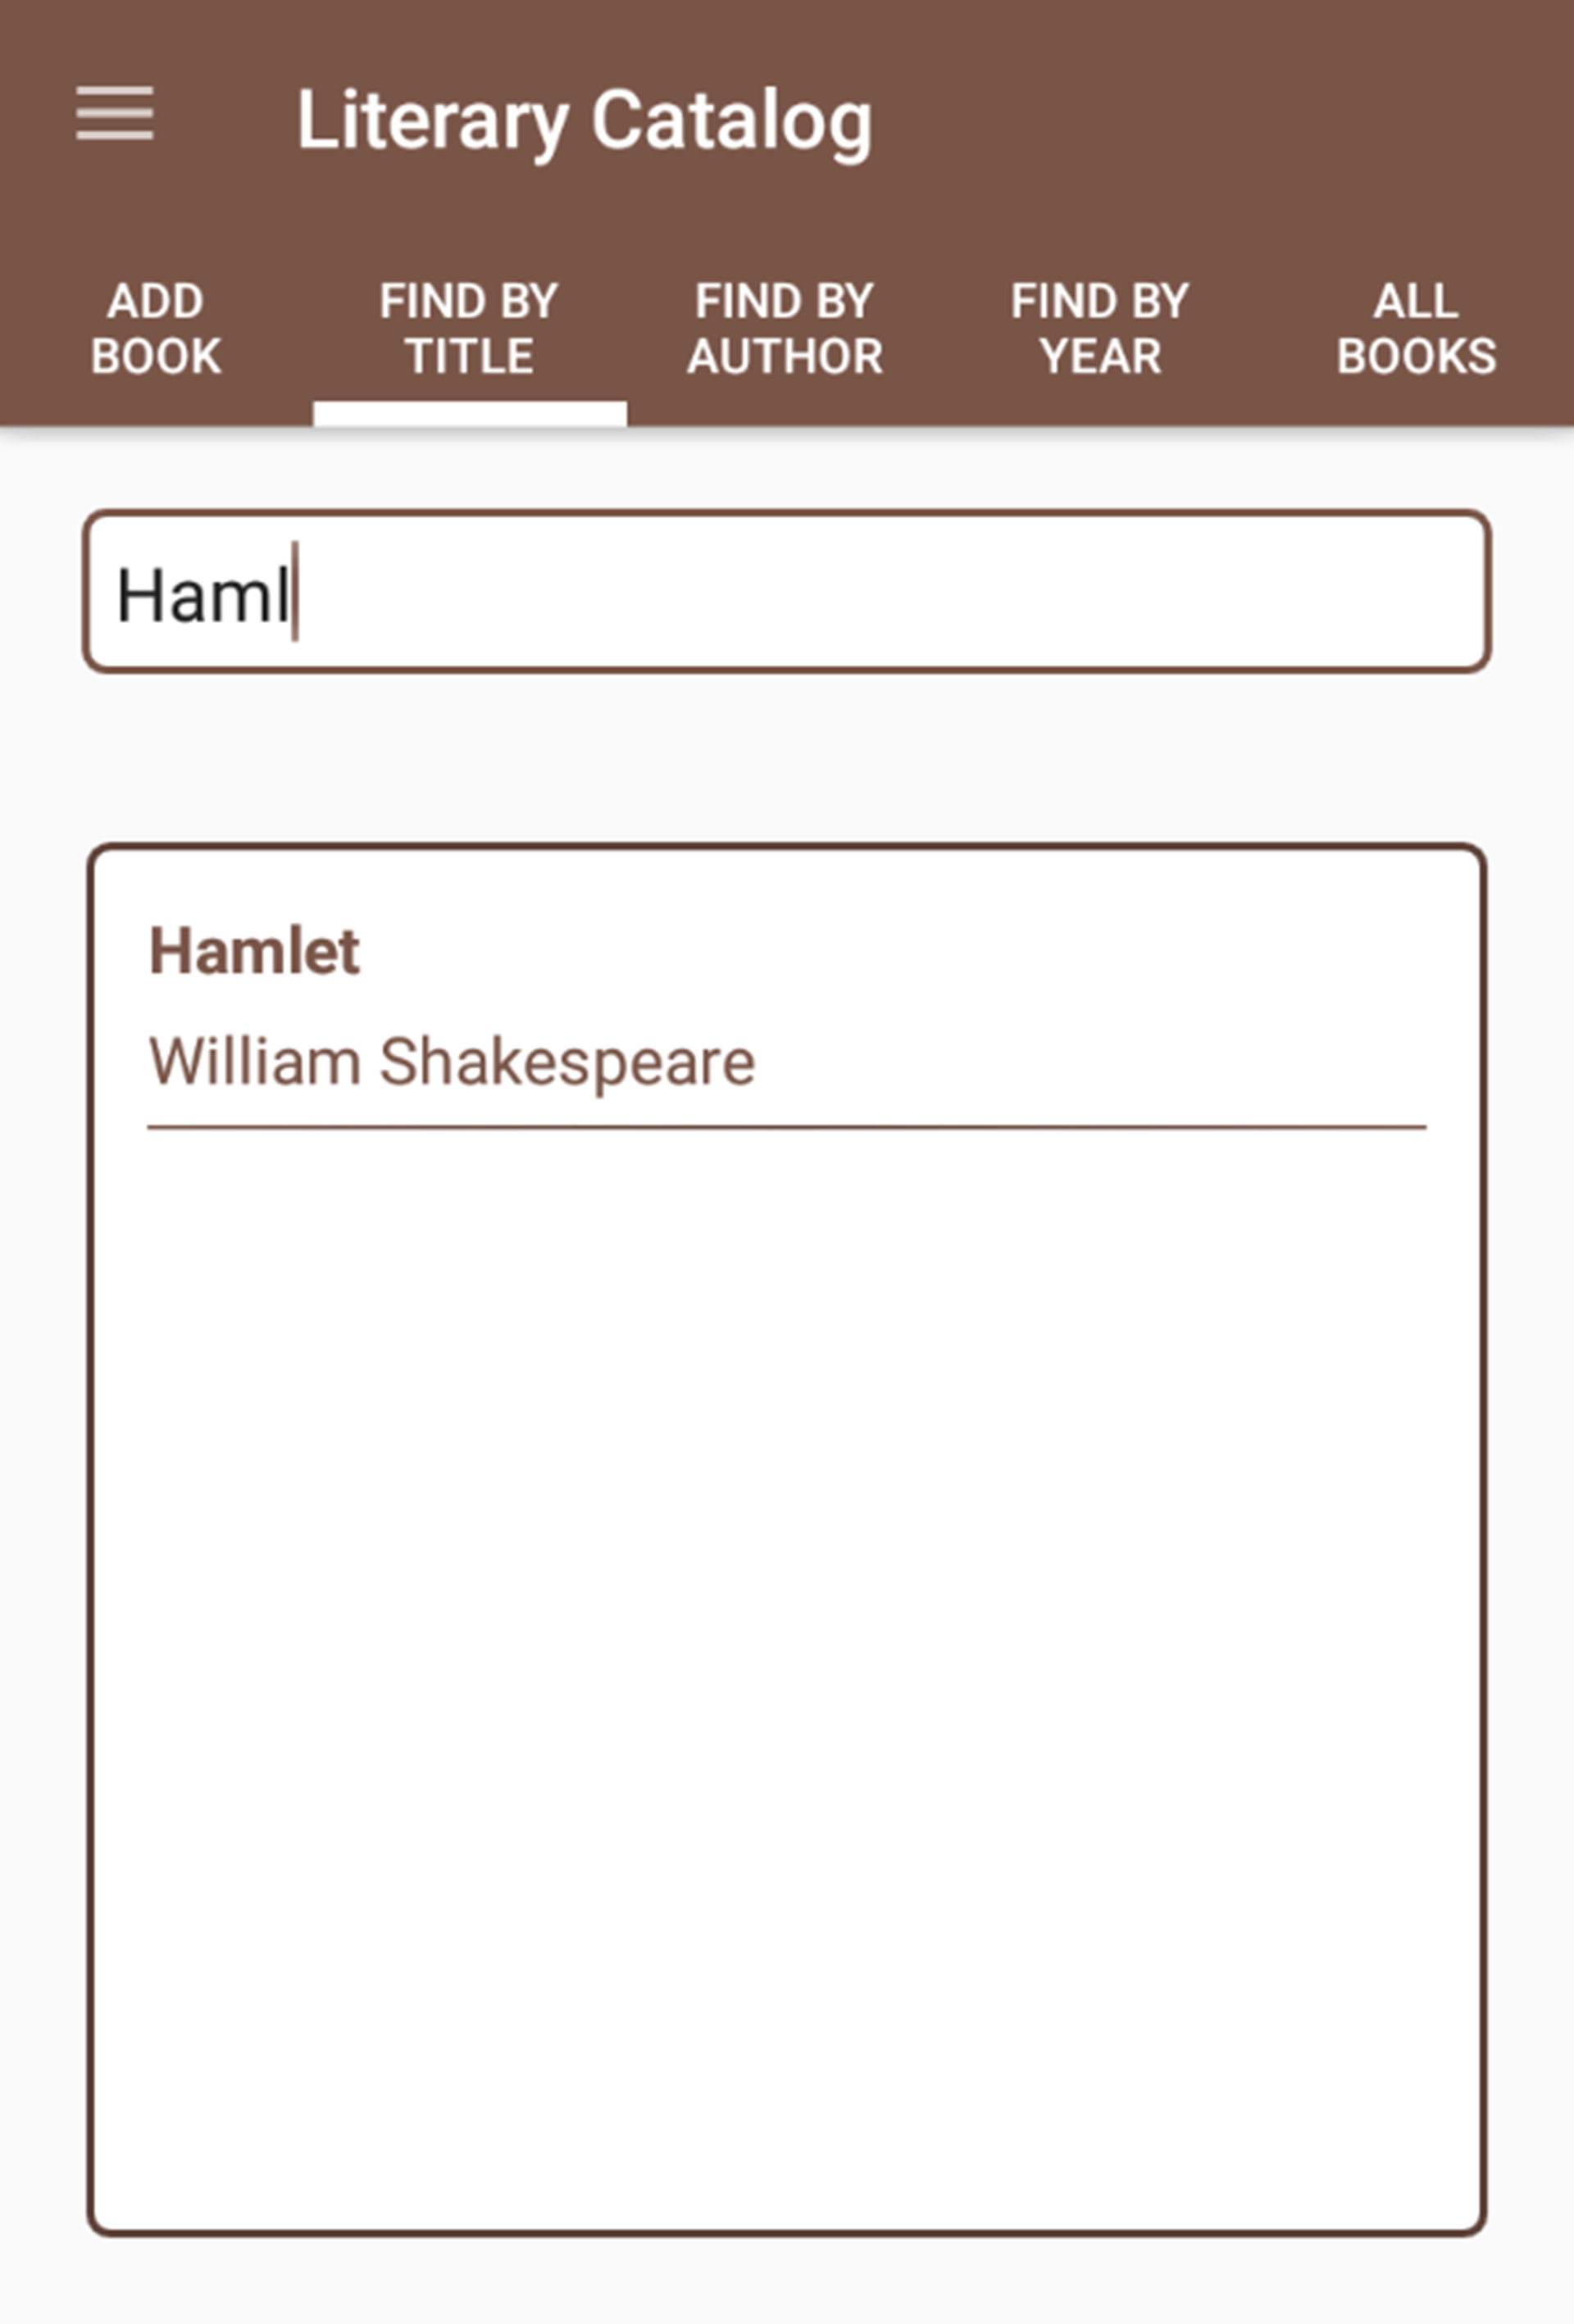 Literary Catalog
ADD BOOK
FIND BY TITLE
FIND BY AUTHOR
FIND BY YEAR
ALL BOOKS
Haml
Hamlet
William Shakespeare